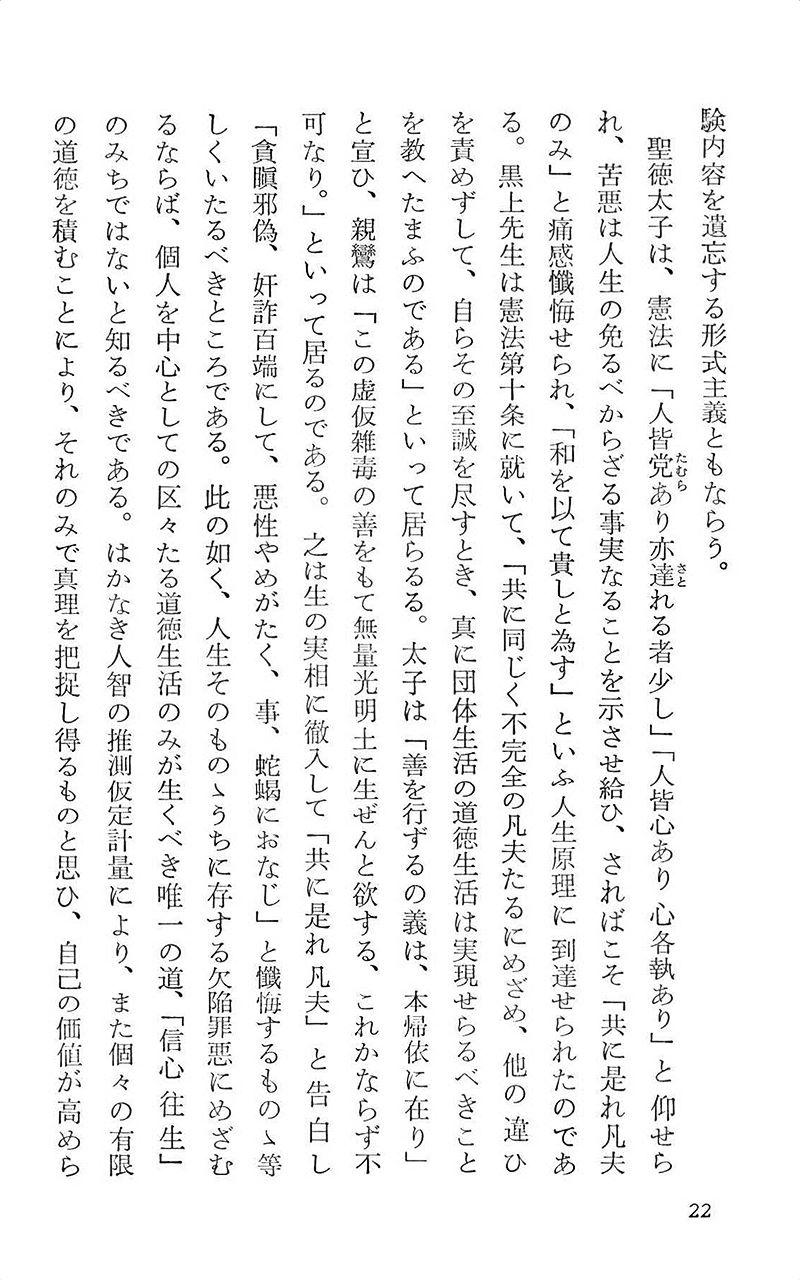 験内容を遺忘する形式主義ともならう。
聖徳太子は、憲法に「人皆党たむらあり亦達さとれる者少し」「人皆心あり心各執あり」と仰せら
れ、苦悪は人生の免るべからざる事実なることを示させ給ひ、さればこそ「共に是れ凡夫
のみ」と痛感懺悔せられ、「和を以て貴しと為す」といふ人生原理に到達せられたのであ
る。黒上先生は憲法第十条に就いて、「共に同じく不完全の凡夫たるにめざめ、他の違ひ
を責めずして、自らその至誠を尽すとき、真に団体生活の道徳生活は実現せらるべきこと
を教へたまふのである」といって居らるる。太子は「善を行ずるの義は、本帰依に在り」
と宣ひ、親鸞は「この虚仮雑毒の善をもて無量光明土に生ぜんと欲する、これかならず不
可なり。」といって居るのである。之は生の実相に徹入して「共に是れ凡夫」と告白し
「貪瞋邪偽、奸詐百端にして、悪性やめがたく、事、蛇蝎におなじ」と懺悔するものゝ等
しくいたるべきところである。此の如く、人生そのものゝうちに存する欠陥罪悪にめざむ
るならば、個人を中心としての区々たる道徳生活のみが生くべき唯一の道、「信心往生」
のみちではないと知るべきである。はかなき人智の推測仮定計量により、また個々の有限
の道徳を積むことにより、それのみで真理を把捉し得るものと思ひ、自己の価値が高めら
22